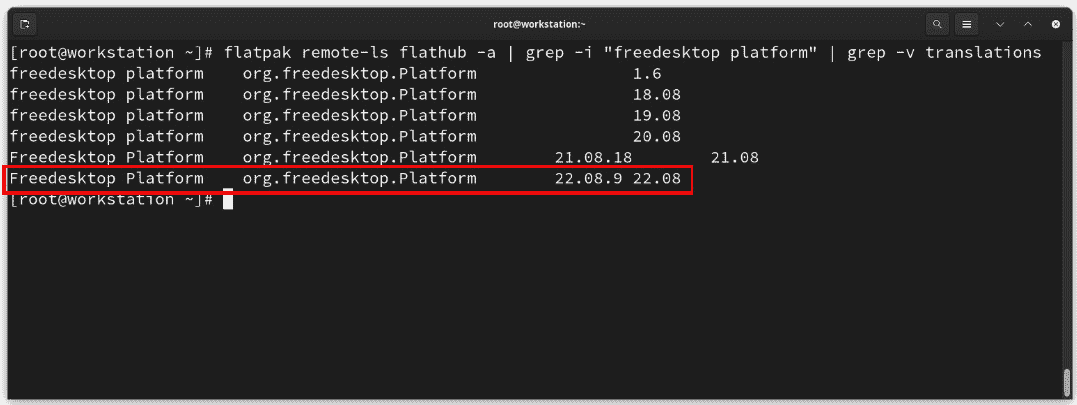 root@workstation:~
[root@workstation ~]# flatpak remote-ls flathub -a | grep -i "freedesktop platform" | grep -v translations
freedesktop platform    org.freedesktop.Platform                1.6
freedesktop platform    org.freedesktop.Platform                18.08
freedesktop platform    org.freedesktop.Platform                19.08
freedesktop platform    org.freedesktop.Platform                20.08
Freedesktop Platform    org.freedesktop.Platform        21.08.18        21.08
Freedesktop Platform    org.freedesktop.Platform        22.08.9 22.08
[root@workstation ~]#